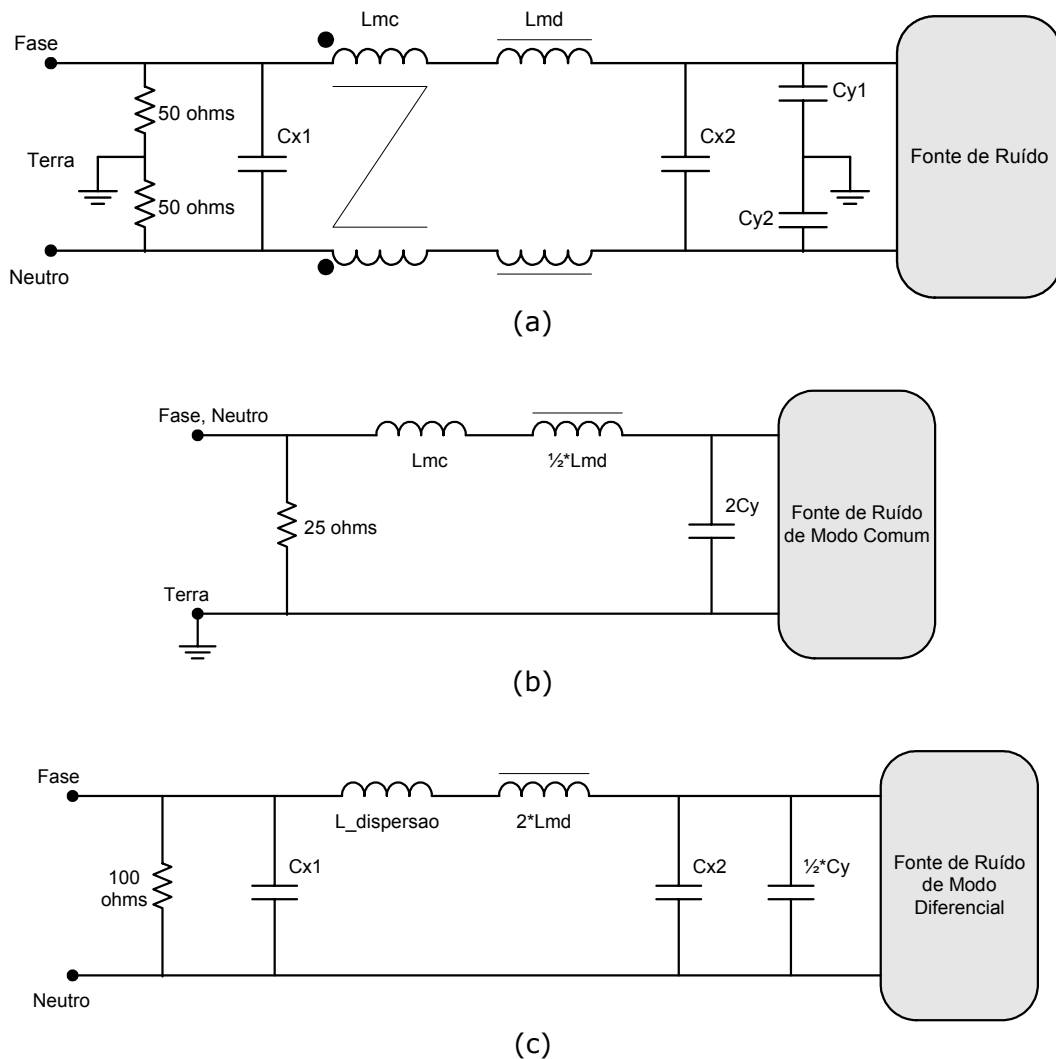 Lmc
Lmd
Fase
50 ohms
Terra
50 ohms
Neutro
Cx1
Cx2
Cy1
Cy2
Fonte de Ruído
(a)
Fase, Neutro
Lmc
½*Lmd
25 ohms
2Cy
Fonte de Ruído
de Modo Comum
Terra
(b)
Fase
L_dispersao
2*Lmd
100
ohms
Cx1
Cx2
½*Cy
Fonte de Ruído
de Modo
Diferencial
Neutro
(c)